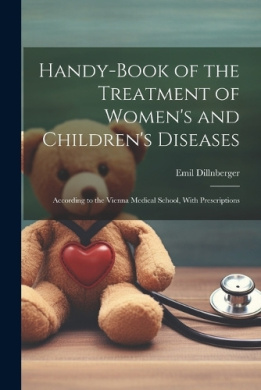 Handy-Book of the
Treatment of
Women's and
Children's Diseases
Emil Dillnberger
According to the Vienna Medical School, With Prescriptions